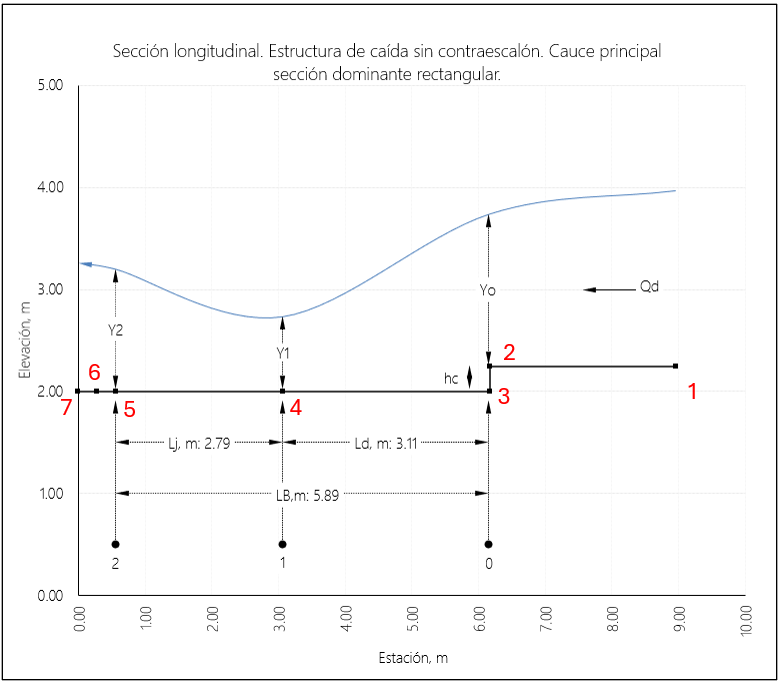 Sección longitudinal. Estructura de caída sin contraescalón. Cauce principal
sección dominante rectangular.
5.00
4.00
3.00
2.00
1.00
0.00
Elevación, m
Qd
Yo
Y2
Y1
hc
2
1
3
4
5
6
7
Lj, m: 2.79
Ld, m: 3.11
LB,m: 5.89
2
1
0
0.00
1.00
2.00
3.00
4.00
5.00
6.00
7.00
8.00
9.00
10.00
Estación, m